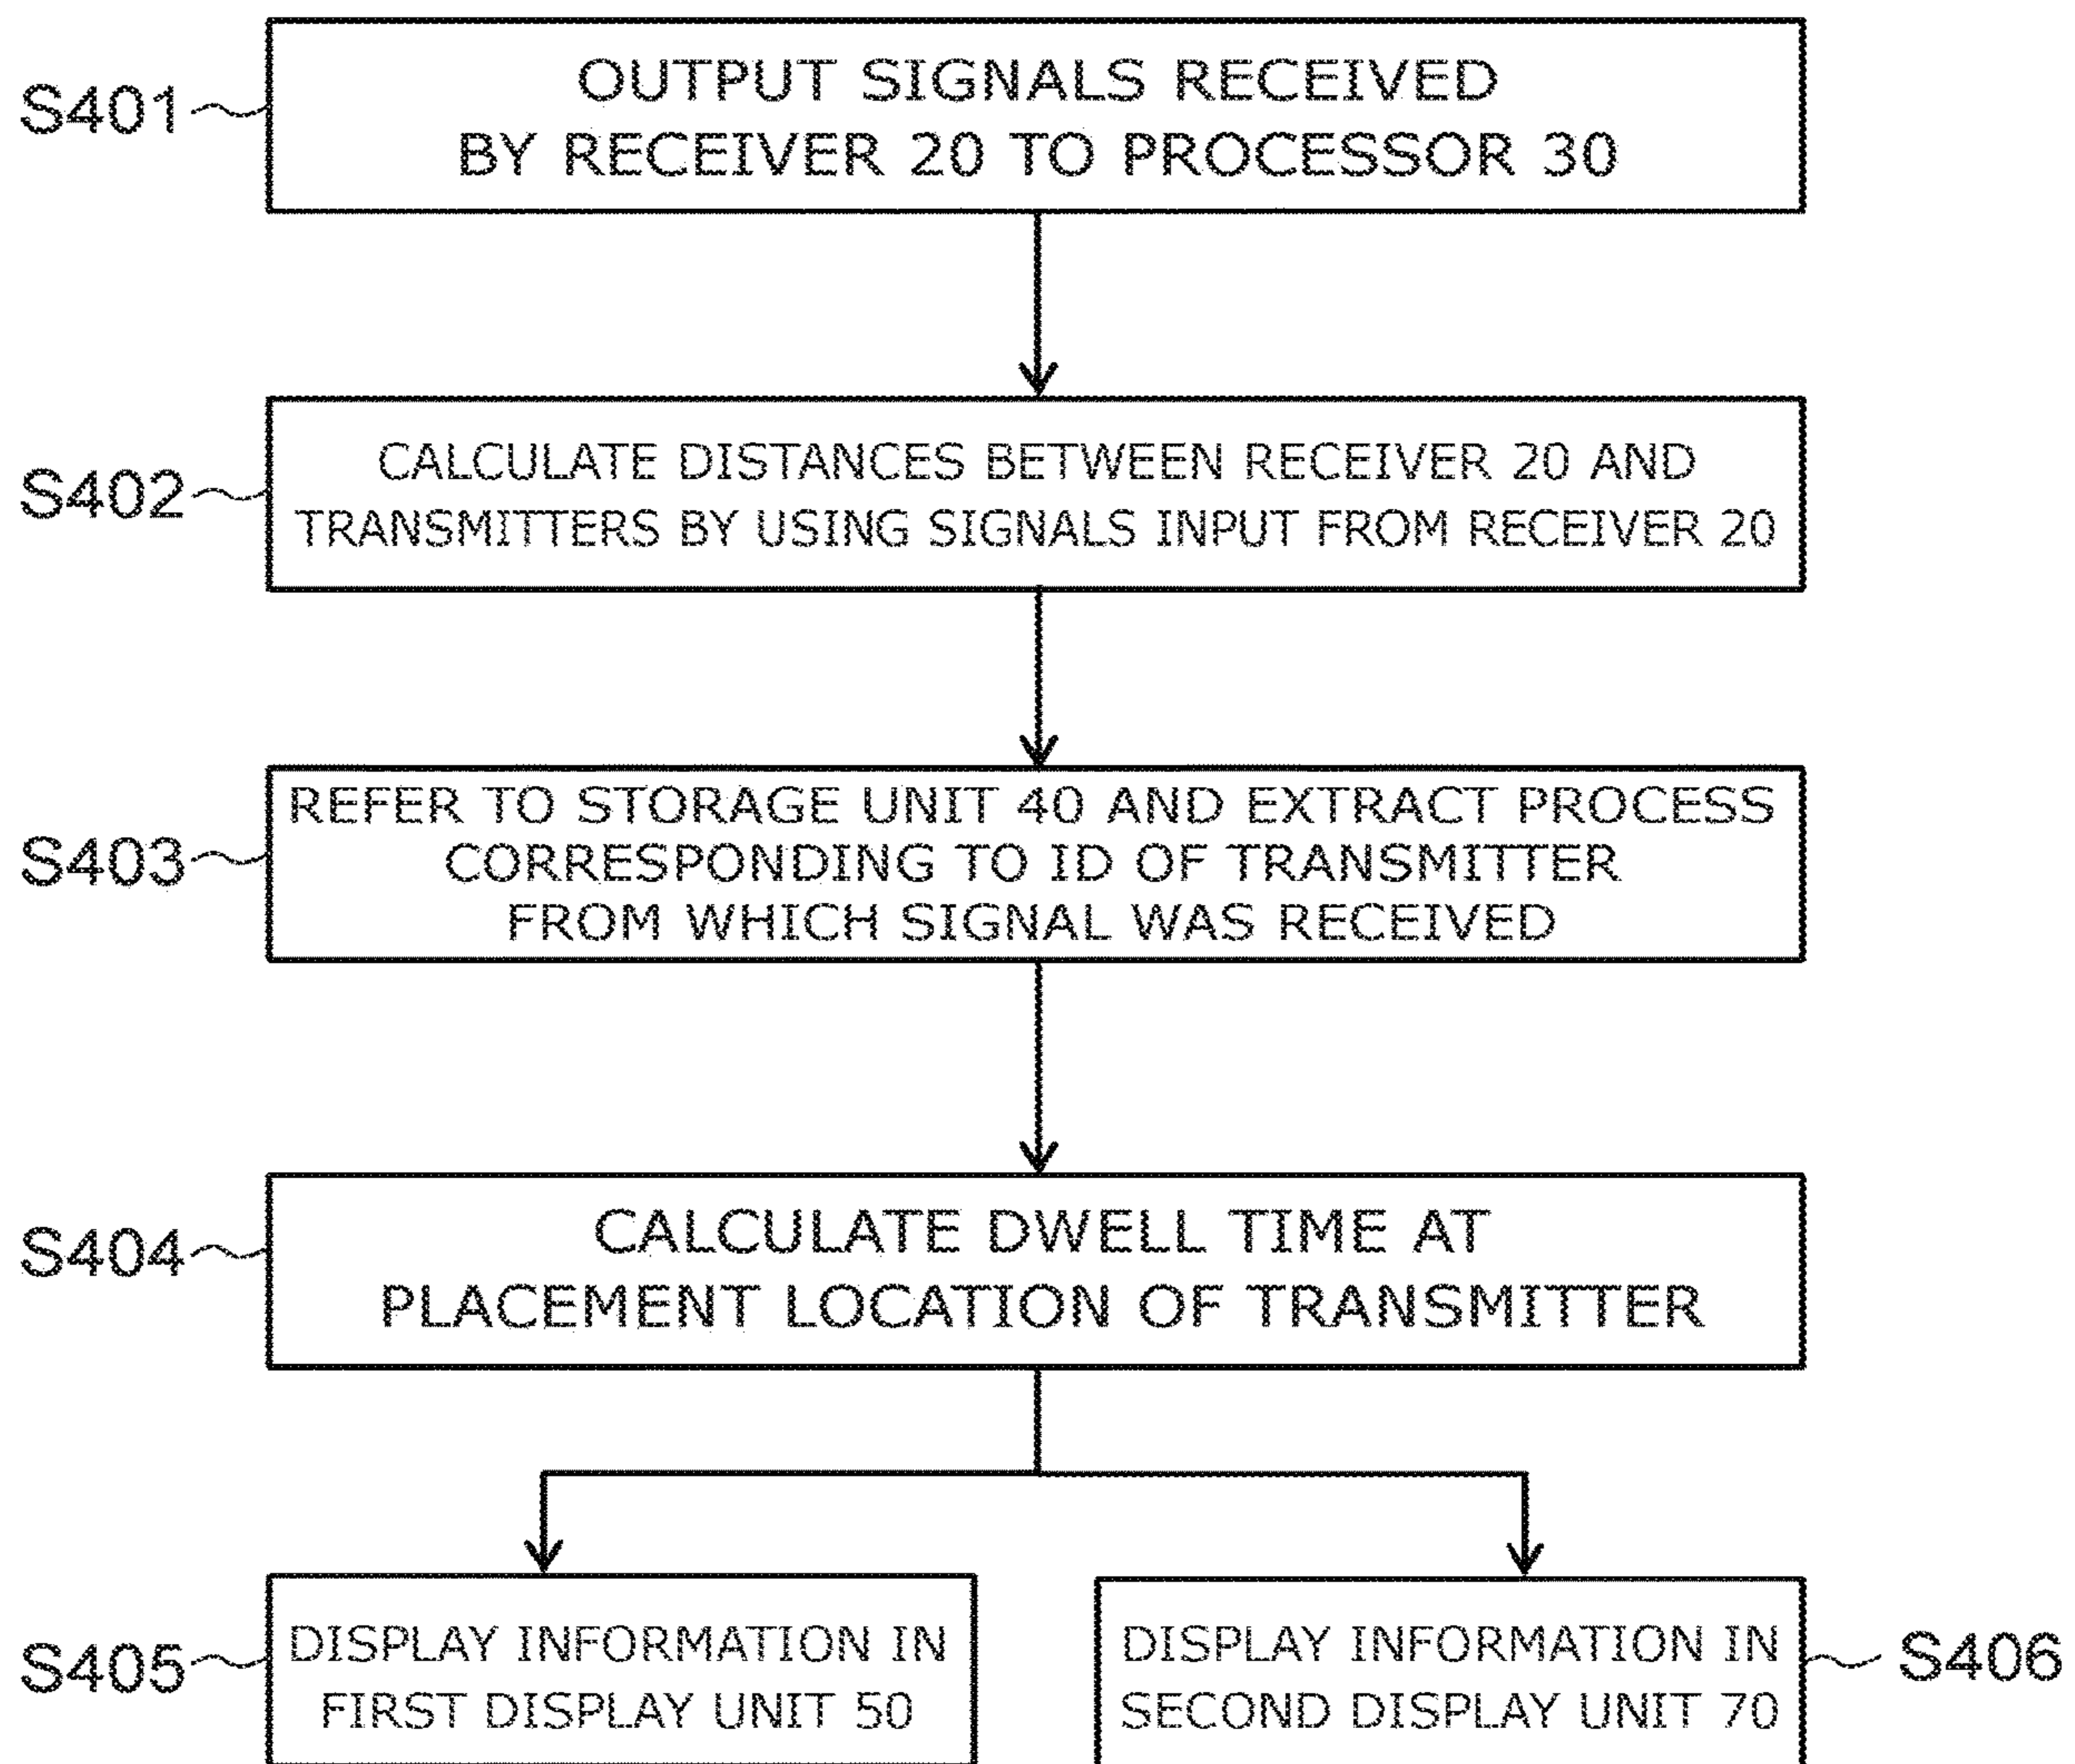 S401
OUTPUT SIGNALS RECEIVED
BY RECEIVER 20 TO PROCESSOR 30
S402
CALCULATE DISTANCES BETWEEN RECEIVER 20 AND
TRANSMITTERS BY USING SIGNALS INPUT FROM RECEIVER 20
S403
REFER TO STORAGE UNIT 40 AND EXTRACT PROCESS
CORRESPONDING TO ID OF TRANSMITTER
FROM WHICH SIGNAL WAS RECEIVED
S404
CALCULATE DWELL TIME AT
PLACEMENT LOCATION OF TRANSMITTER
S405
DISPLAY INFORMATION IN
FIRST DISPLAY UNIT 50
DISPLAY INFORMATION IN
SECOND DISPLAY UNIT 70
S406